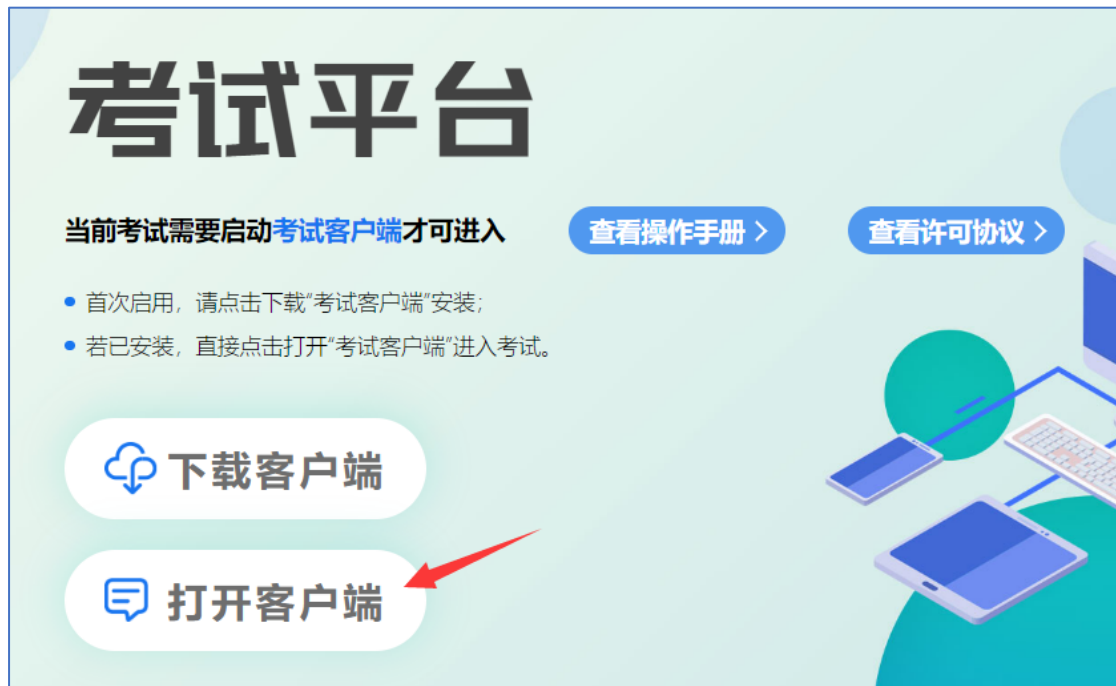 考试平台
当前考试需要启动考试客户端才可进入
查看操作手册 >
查看许可协议 >
首次启用，请点击下载“考试客户端”安装；
若已安装，直接点击打开“考试客户端”进入考试。
下载客户端
打开客户端